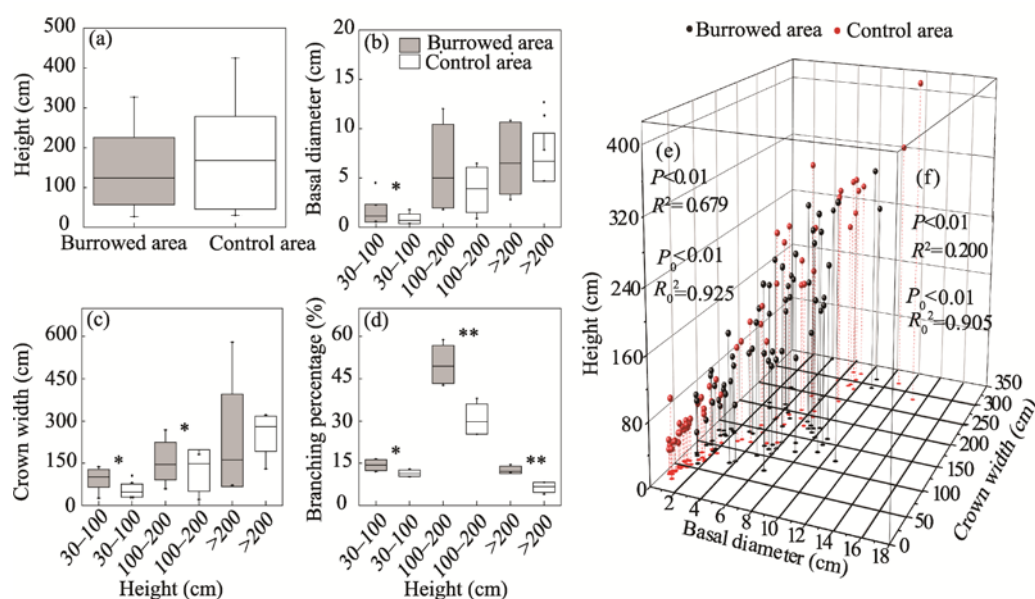 (a)
Height (cm)
500
400
300
200
100
0
Burrowed area
Control area
(b)
Burrowed area
Control area
Basal diameter (cm)
20
15
10
5
0
*
30–100
30–100
100–200
100–200
>200
>200
(c)
Crown width (cm)
600
450
300
150
0
*
*
30–100
30–100
100–200
100–200
>200
>200
Height (cm)
(d)
Branching percentage (%)
60
45
30
15
0
*
**
**
30–100
30–100
100–200
100–200
>200
>200
Height (cm)
Burrowed area
Control area
(e)
P<0.01
R²=0.679
P₀<0.01
R₀²=0.925
(f)
P<0.01
R²=0.200
P₀<0.01
R₀²=0.905
Height (cm)
400
320
240
160
80
0
2
4
6
8
10
12
14
16
18
Basal diameter (cm)
0
50
100
150
200
250
300
350
Crown width (cm)